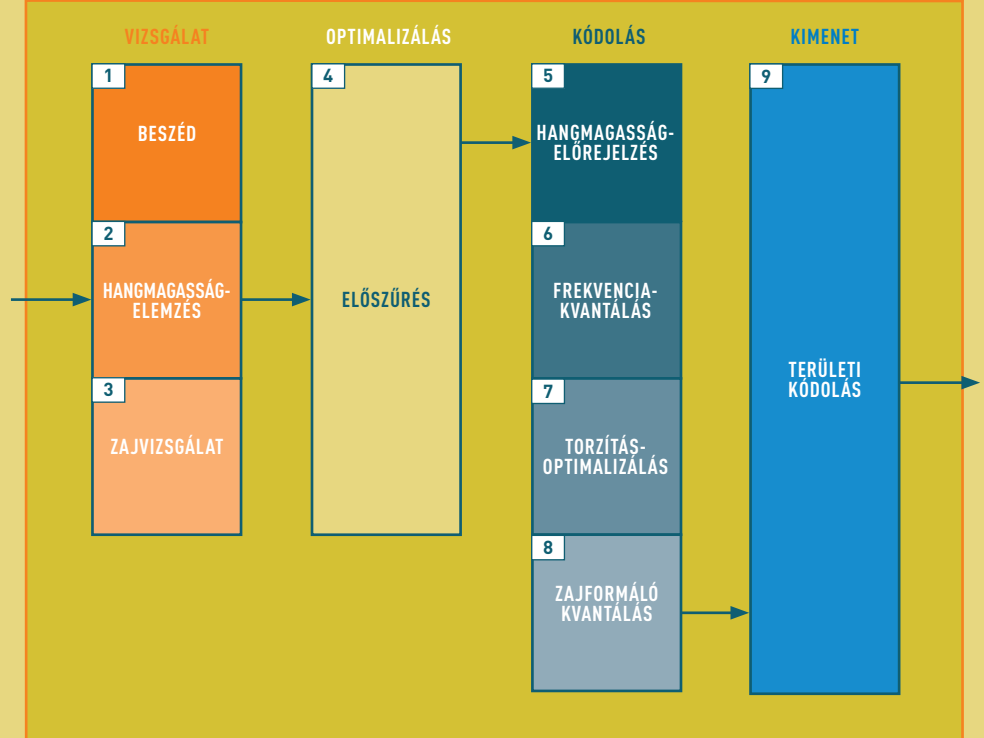 VIZSGÁLAT
1
BESZÉD
2
HANGMAGASSÁG-
ELEMZÉS
3
ZAJVIZSGÁLAT
OPTIMALIZÁLÁS
4
ELŐSZŰRÉS
KÓDOLÁS
5
HANGMAGASSÁG-
ELŐREJELZÉS
6
FREKVENCIA-
KVANTÁLÁS
7
TORZÍTÁS-
OPTIMALIZÁLÁS
8
ZAJFORMÁLÓ
KVANTÁLÁS
KIMENET
9
TERÜLETI
KÓDOLÁS